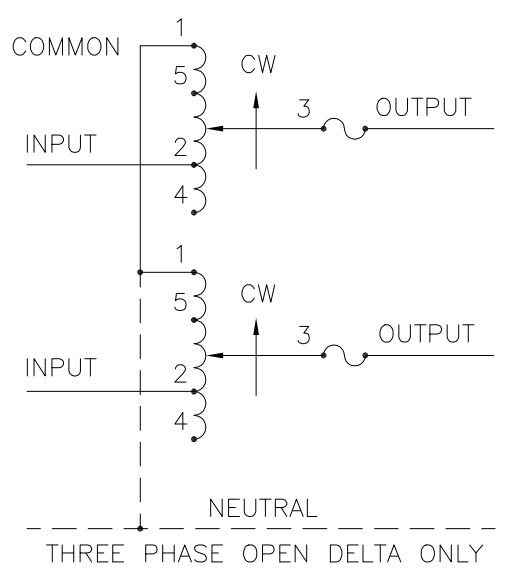 1
COMMON
CW
5
3
OUTPUT
INPUT
2
4
1
CW
5
3
OUTPUT
INPUT
2
4
NEUTRAL
THREE PHASE OPEN DELTA ONLY